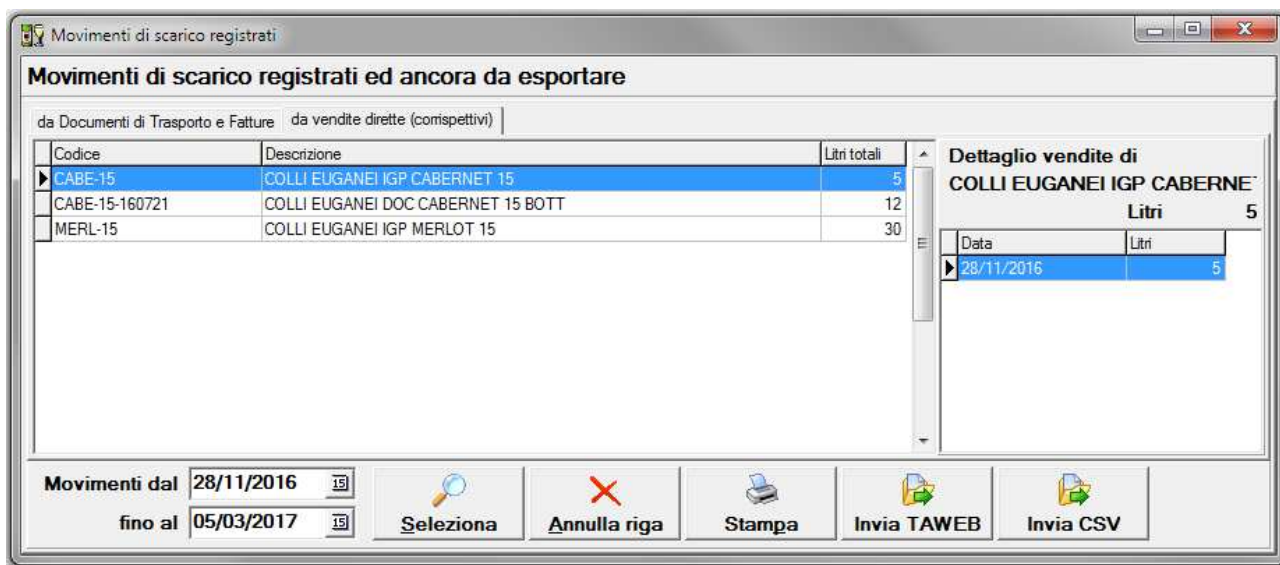 Movimenti di scarico registrati
Movimenti di scarico registrati ed ancora da esportare
da Documenti di Trasporto e Fatture da vendite dirette (corrispettivi)
Codice Descrizione Litri totali
CABE-15 COLLI EUGANEI IGP CABERNET 15 5
CABE-15-160721 COLLI EUGANEI DOC CABERNET 15 BOTT 12
MERL-15 COLLI EUGANEI IGP MERLOT 15 30
Dettaglio vendite di
COLLI EUGANEI IGP CABERNE
Litri 5
Data Litri
28/11/2016 5
Movimenti dal 28/11/2016 15
fino al 05/03/2017 15
Seleziona Annulla riga Stampa Invia TAWEB Invia CSV